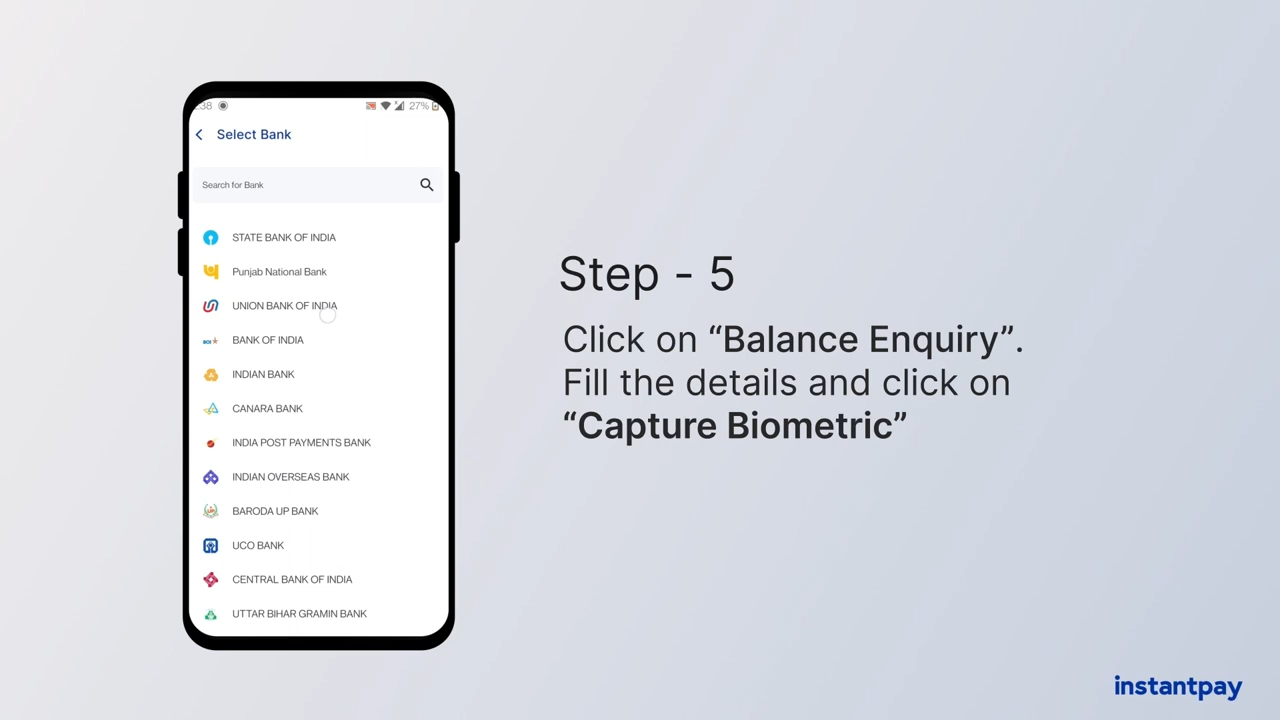 :38
27%
Select Bank
Search for Bank
STATE BANK OF INDIA
Punjab National Bank
UNION BANK OF INDIA
BANK OF INDIA
INDIAN BANK
CANARA BANK
INDIA POST PAYMENTS BANK
INDIAN OVERSEAS BANK
BARODA UP BANK
UCO BANK
CENTRAL BANK OF INDIA
UTTAR BIHAR GRAMIN BANK
Step - 5
Click on “Balance Enquiry”.
Fill the details and click on
“Capture Biometric”
instantpay